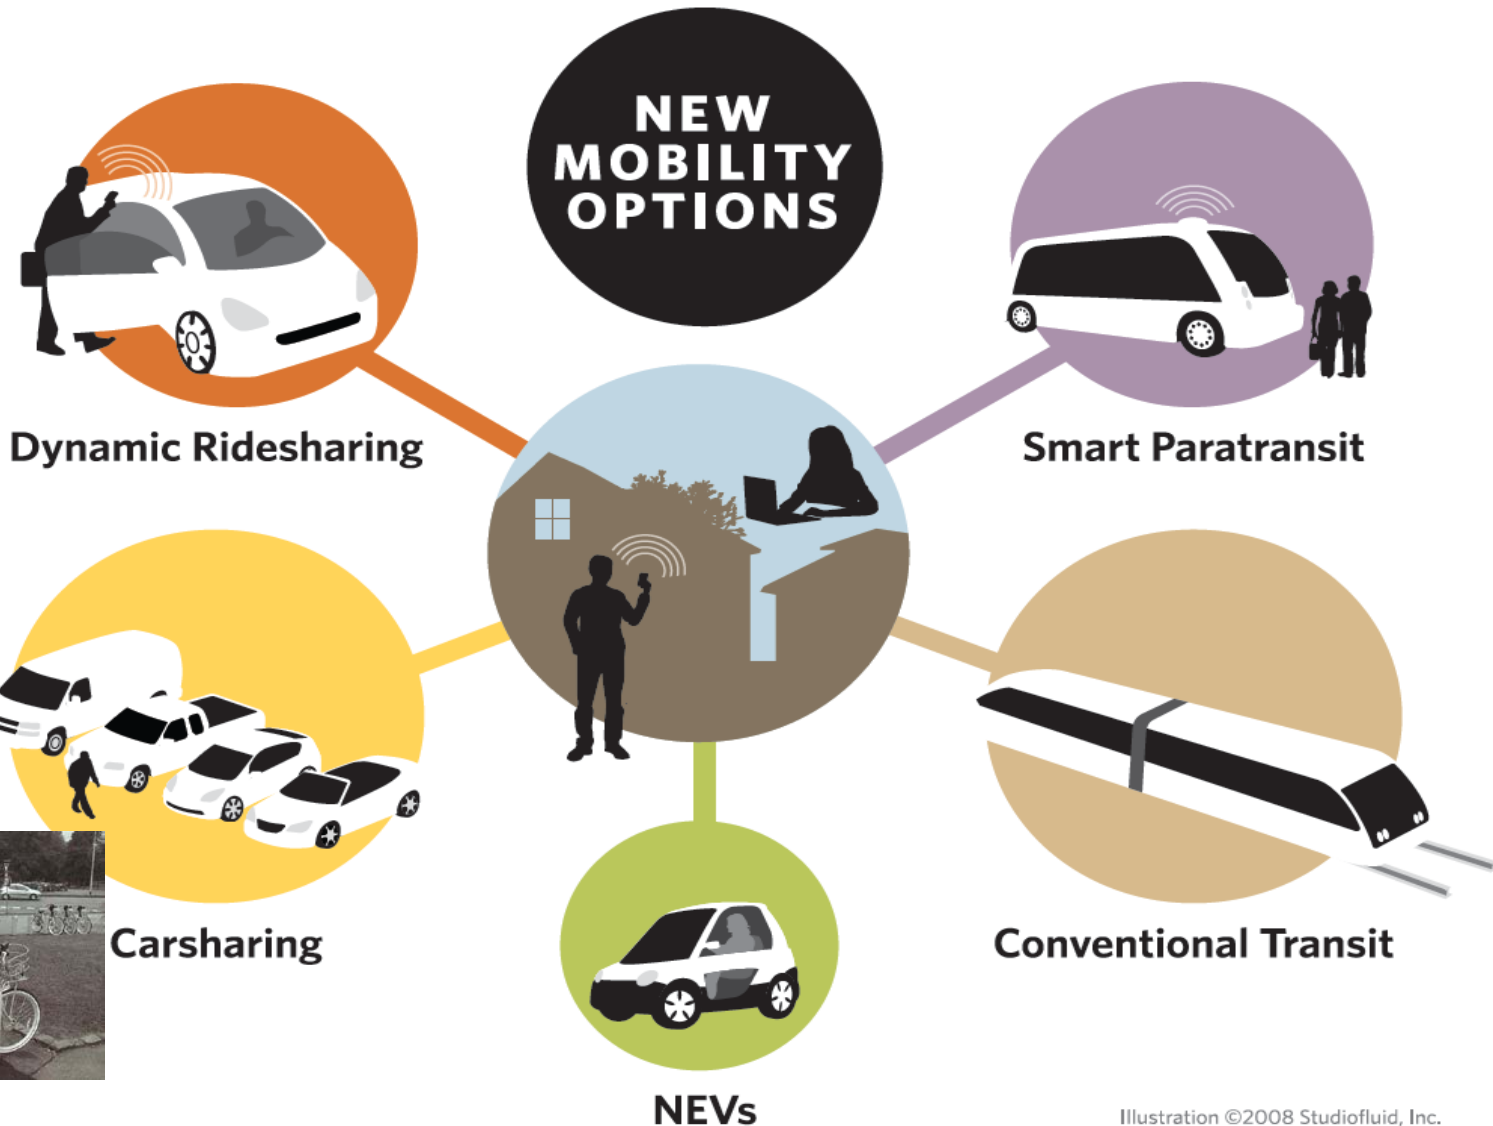 NEW
MOBILITY
OPTIONS
Dynamic Ridesharing
Smart Paratransit
Carsharing
Conventional Transit
NEVs
Illustration ©2008 Studiofluid, Inc.